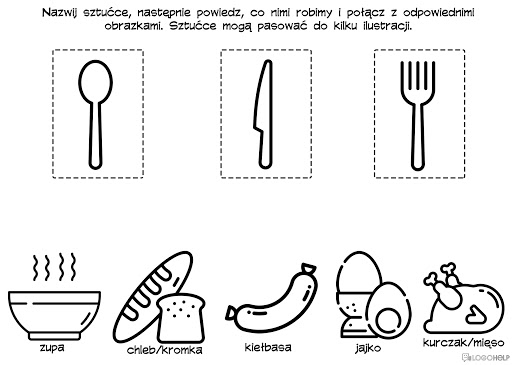 Nazwij sztućce, następnie powiedz, co nimi robimy i połącz z odpowiednimi
obrazkami. Sztućce mogą pasować do kilku ilustracji.
zupa
chleb/kromka
kiełbasa
jajko
kurczak/mięso
LOGOHELP